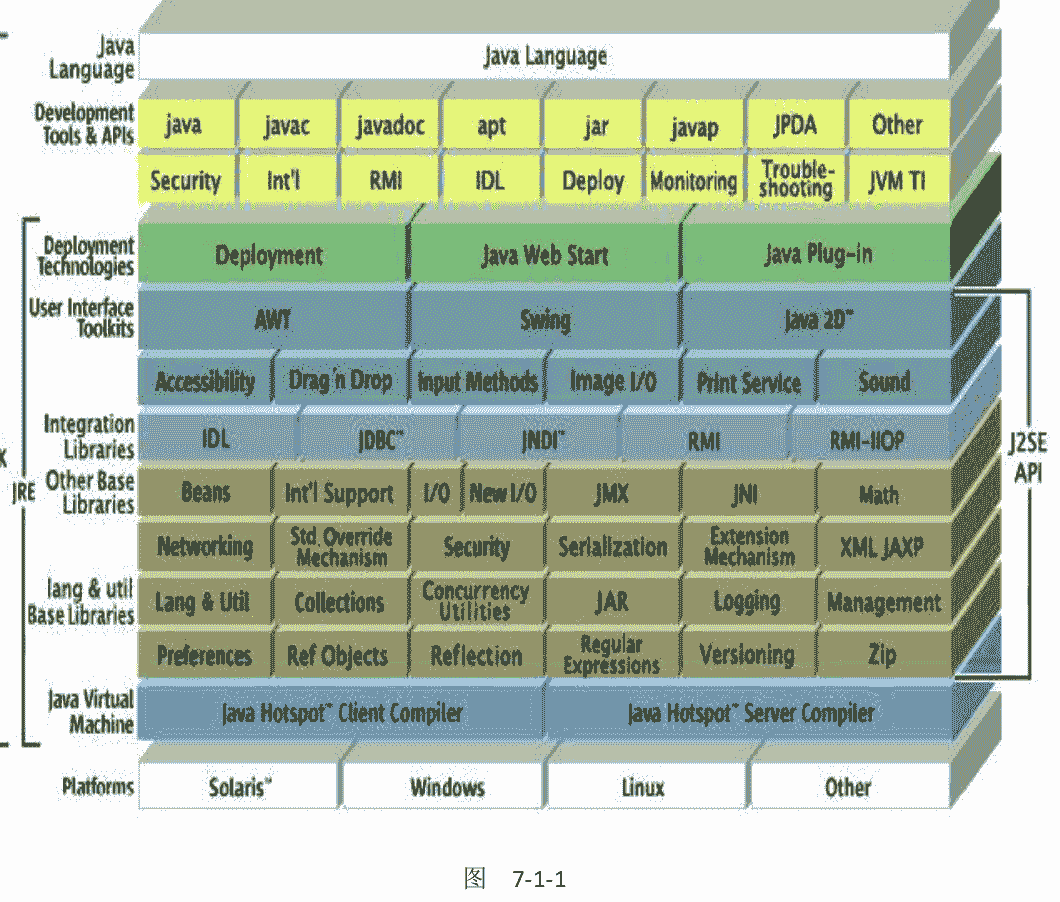 Java Language
Java Language
Development Tools & APIs
java javac javadoc apt jar javap JPDA Other
Security Int'l RMI IDL Deploy Monitoring Trouble-shooting JVM TI
Deployment Technologies
Deployment Java Web Start Java Plug-in
User Interface Toolkits
AWT Swing Java 2D™
Accessibility Drag 'n Drop Input Methods Image I/O Print Service Sound
Integration Libraries
IDL JDBC™ JNDI™ RMI RMI-IIOP
J2SE API
JRE
Other Base Libraries
Beans Int'l Support I/O New I/O JMX JNI Math
Networking Std. Override Mechanism Security Serialization Extension Mechanism XML JAXP
lang & util Base Libraries
Lang & Util Collections Concurrency Utilities JAR Logging Management
Preferences Ref Objects Reflection Regular Expressions Versioning Zip
Java Virtual Machine
Java Hotspot™ Client Compiler Java Hotspot™ Server Compiler
Platforms
Solaris™ Windows Linux Other
图 7-1-1